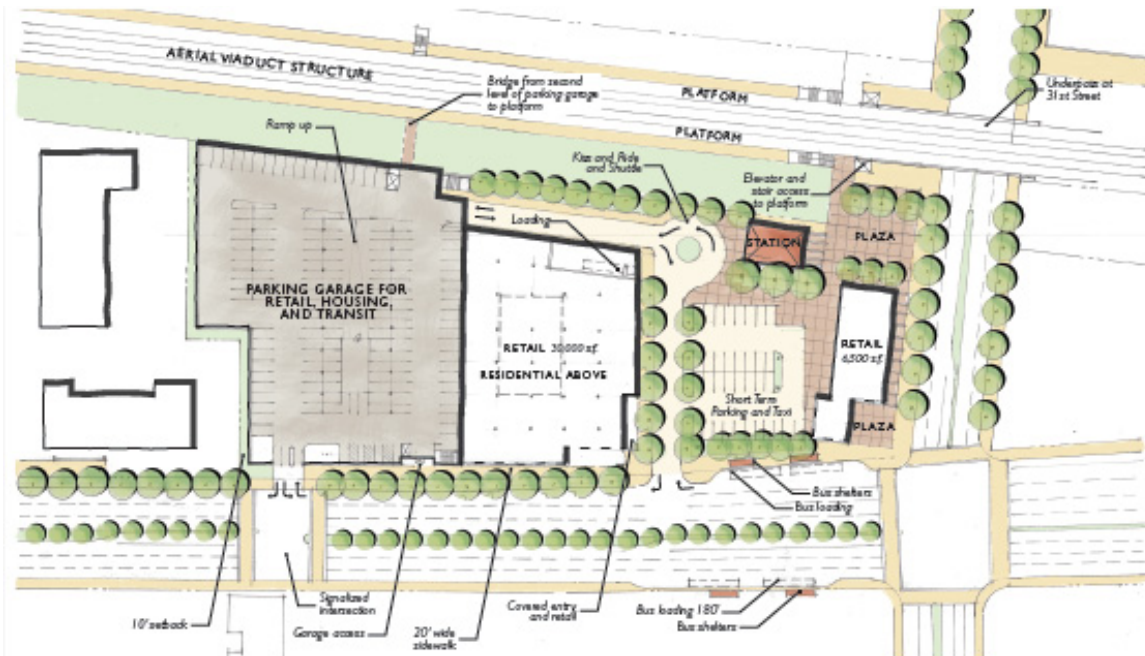 AERIAL VIADUCT STRUCTURE
Bridge from second
level of parking garage
to platform
PLATFORM
PLATFORM
Underpass at
31st Street
Ramp up
Kiss and Ride
and Shuttle
Elevator and
stair access
to platform
Loading
STATION
PLAZA
PARKING GARAGE FOR
RETAIL, HOUSING,
AND TRANSIT
RETAIL 30,000 s.f.
RESIDENTIAL ABOVE
RETAIL
6,500 s.f.
Short Term
Parking and Taxi
PLAZA
Bus shelters
Bus loading
10' setback
Signalized
intersection
Garage access
20' wide
sidewalk
Covered entry
and retail
Bus loading 180'
Bus shelters